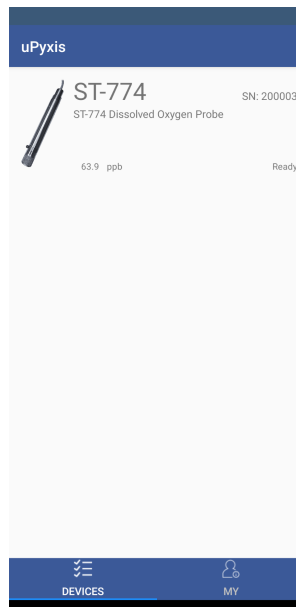 uPyxis
ST-774 SN: 200003
ST-774 Dissolved Oxygen Probe
63.9 ppb Ready
DEVICES MY